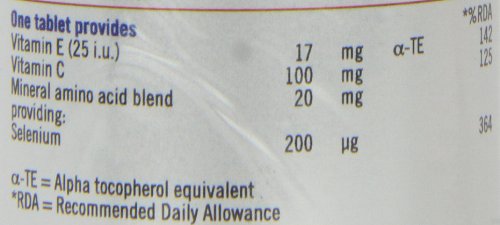 *%RDA
One tablet provides
Vitamin E (25 i.u.) 17 mg α-TE 142
Vitamin C 100 mg 125
Mineral amino acid blend 20 mg
providing:
Selenium 200 µg 364
α-TE = Alpha tocopherol equivalent
*RDA = Recommended Daily Allowance